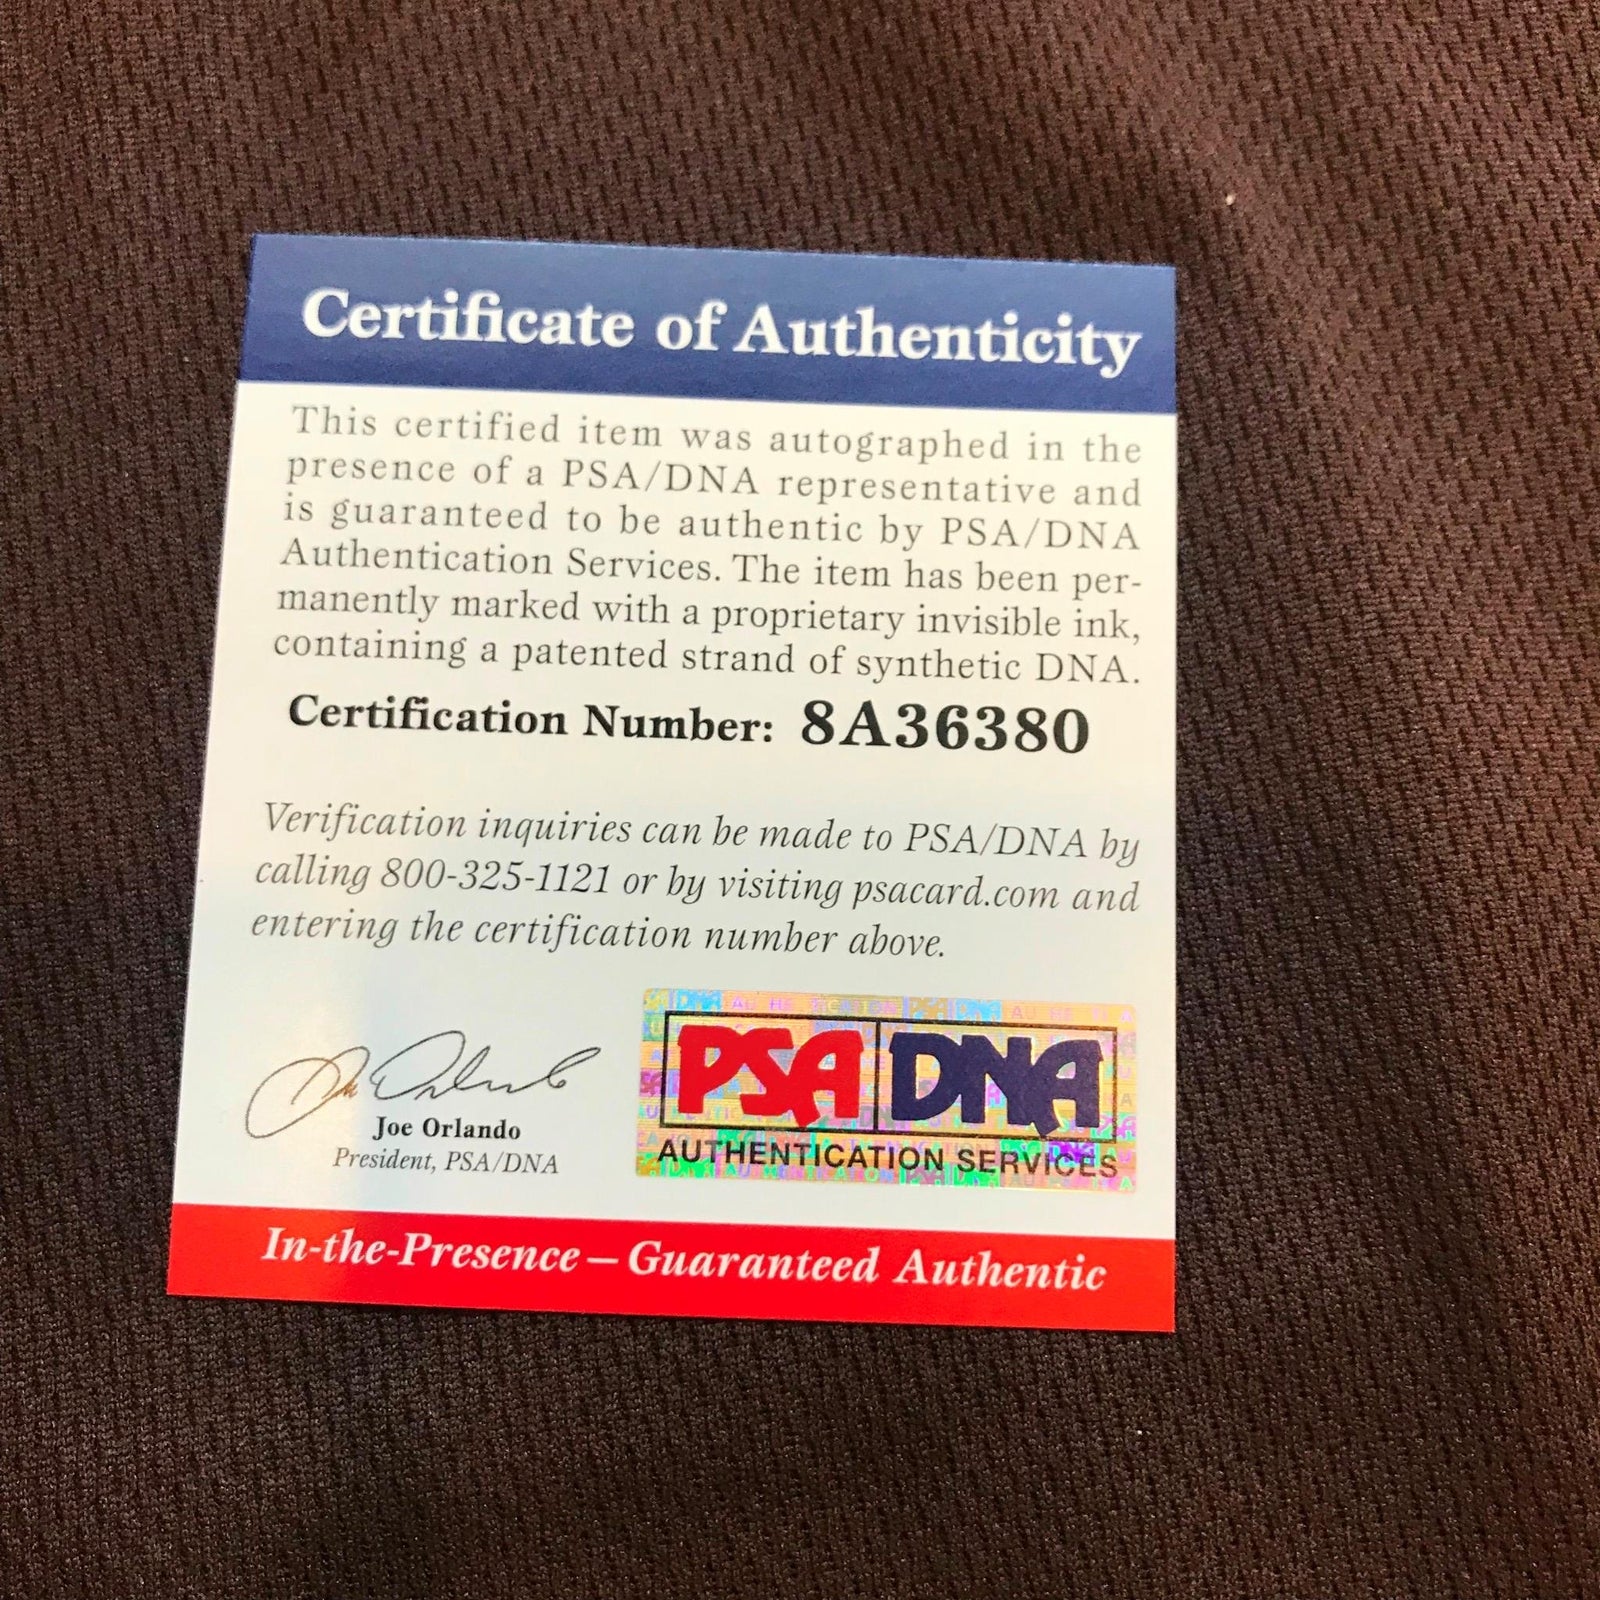 Certificate of Authenticity
This certified item was autographed in the
presence of a PSA/DNA representative and
is guaranteed to be authentic by PSA/DNA
Authentication Services. The item has been per-
manently marked with a proprietary invisible ink,
containing a patented strand of synthetic DNA.
Certification Number: 8A36380
Verification inquiries can be made to PSA/DNA by
calling 800-325-1121 or by visiting psacard.com and
entering the certification number above.
Joe Orlando
President, PSA/DNA
PSA DNA
AUTHENTICATION SERVICES
In-the-Presence — Guaranteed Authentic